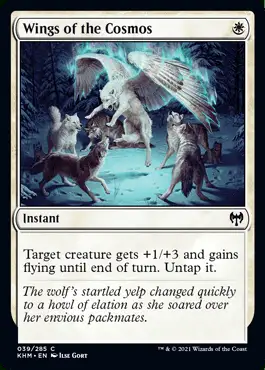 Wings of the Cosmos
Instant
Target creature gets +1/+3 and gains
flying until end of turn. Untap it.
The wolf's startled yelp changed quickly
to a howl of elation as she soared over
her envious packmates.
039/285 C
KHM • EN Ilse Gort
™ & © 2021 Wizards of the Coast